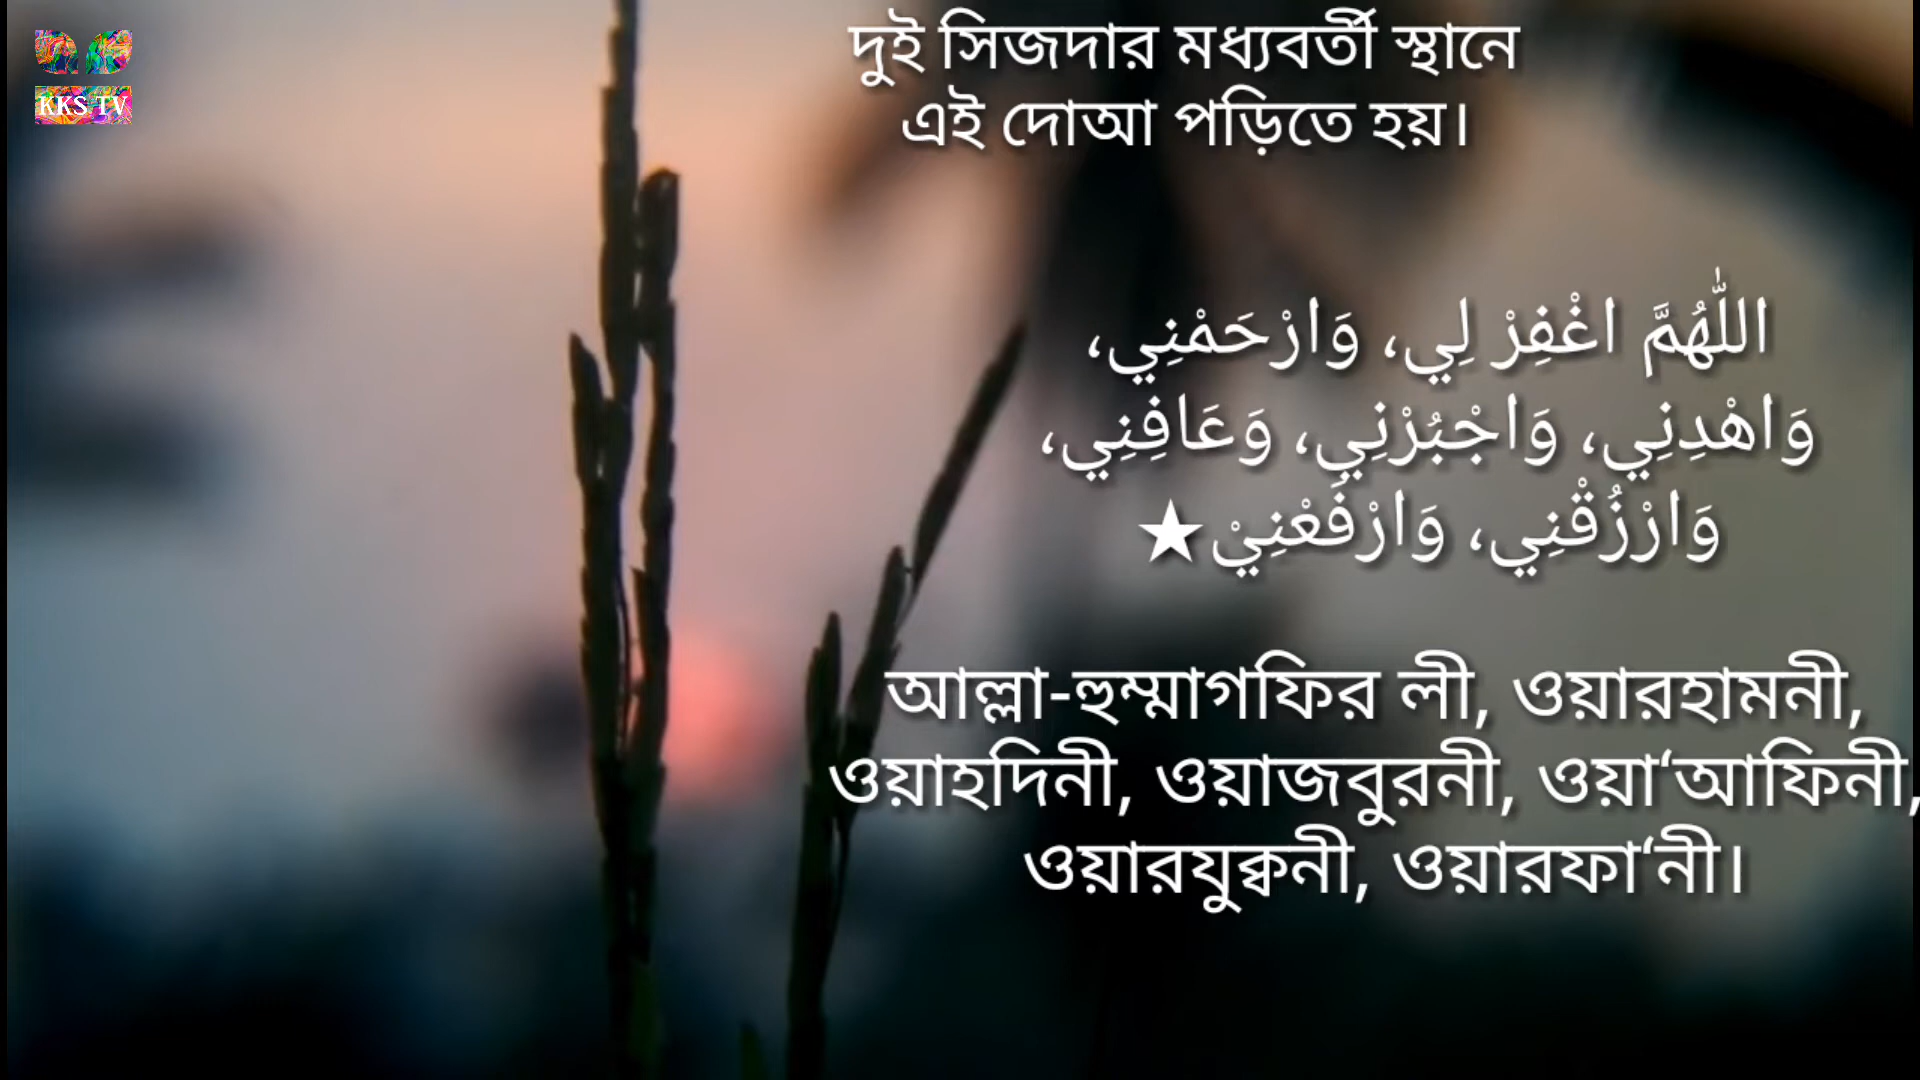 KKS TV
দুই সিজদার মধ্যবর্তী স্থানে
এই দোআ পড়িতে হয়।
اللّٰهُمَّ اغْفِرْ لِي، وَارْحَمْنِي،
وَاهْدِنِي، وَاجْبُرْنِي، وَعَافِنِي،
وَارْزُقْنِي، وَارْفَعْنِيْ★
আল্লা-হুম্মাগফির লী, ওয়ারহামনী,
ওয়াহদিনী, ওয়াজবুরনী, ওয়া‘আফিনী,
ওয়ারযুক্বনী, ওয়ারফা‘নী।